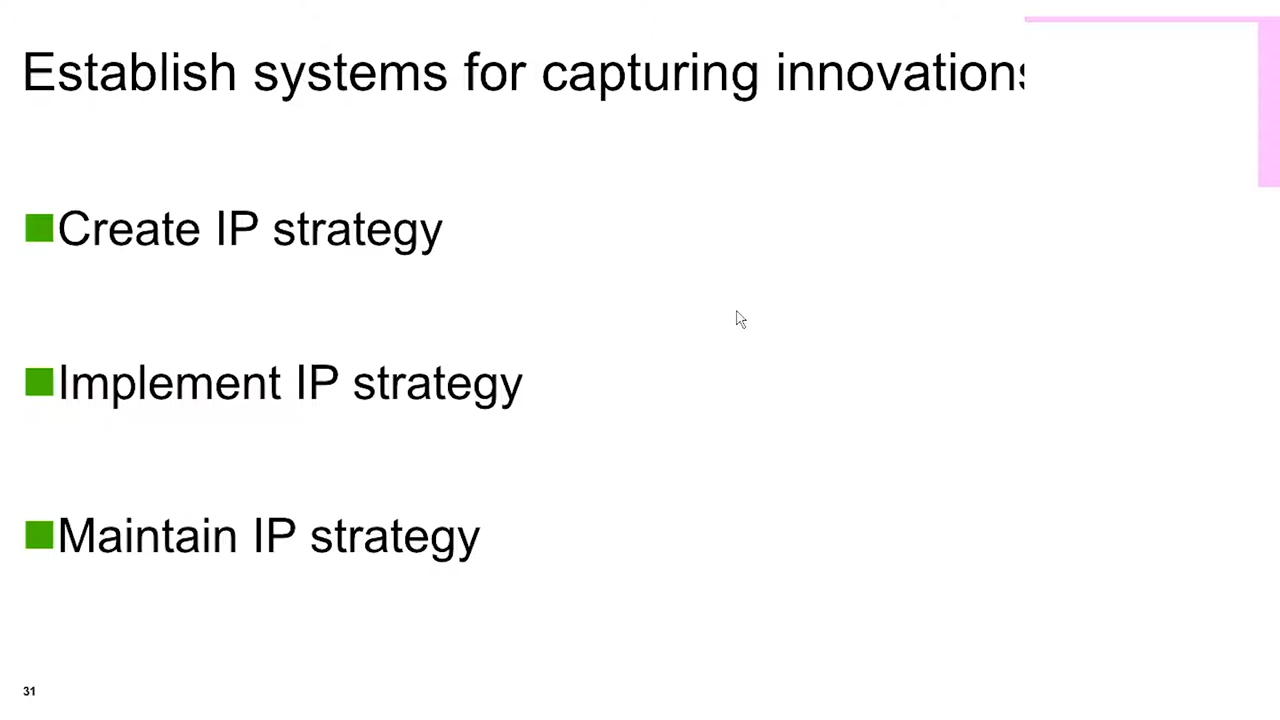 Establish systems for capturing innovations
Create IP strategy
Implement IP strategy
Maintain IP strategy
31